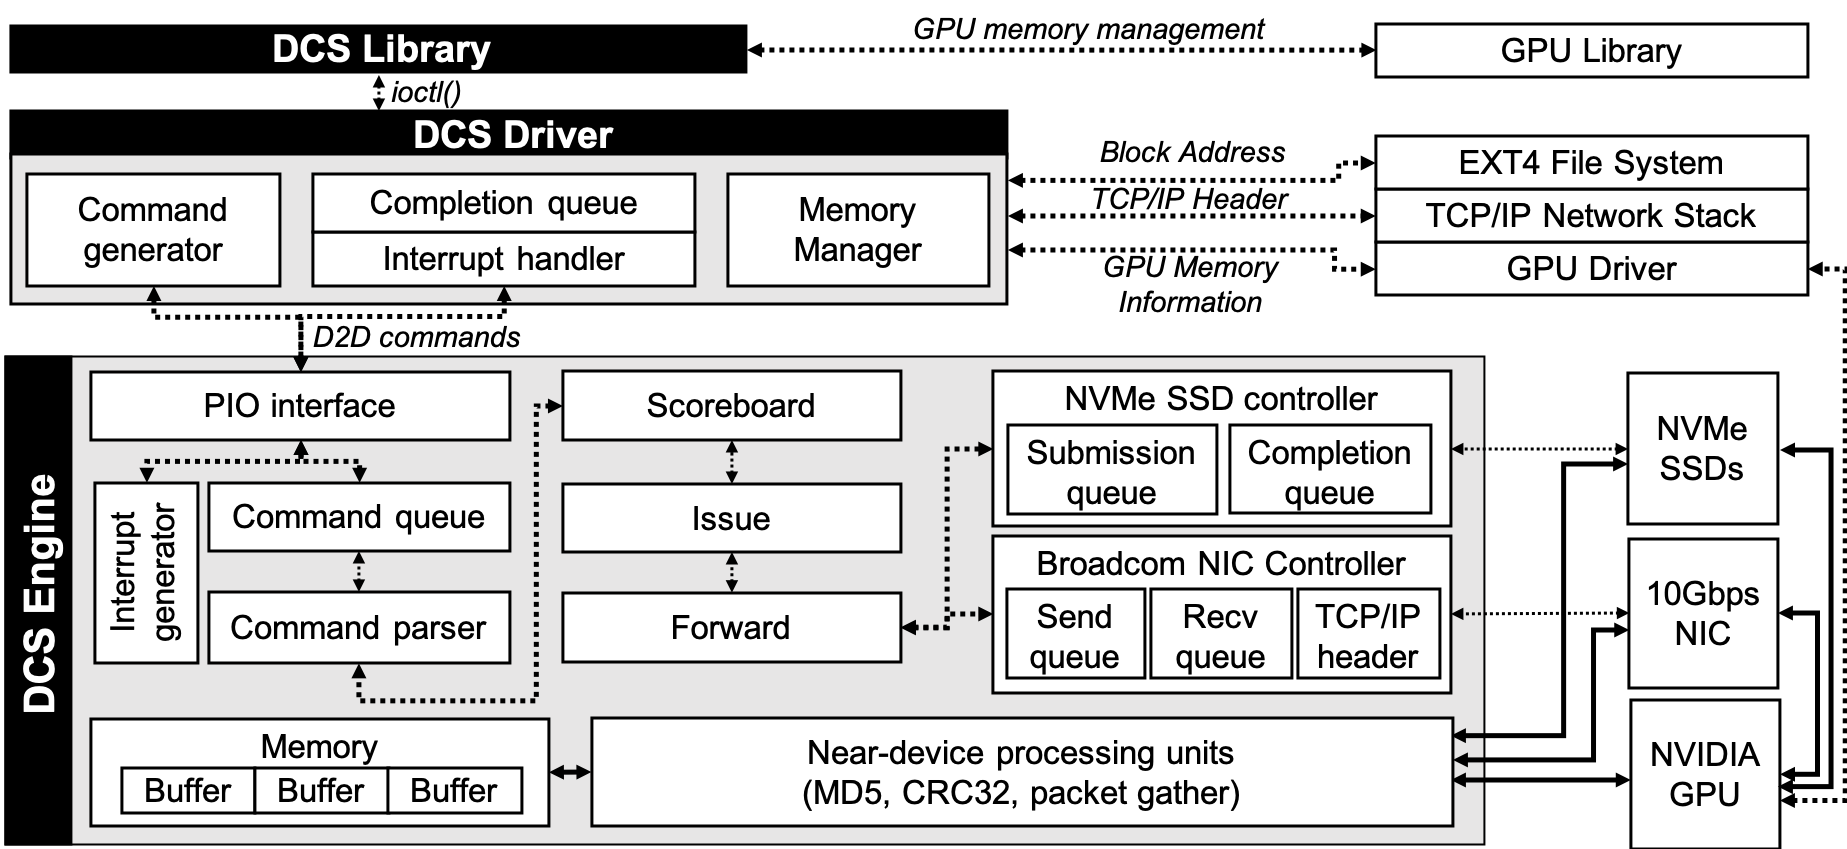 DCS Library
GPU memory management
GPU Library
ioctl()
DCS Driver
Command
generator
Completion queue
Interrupt handler
Memory
Manager
Block Address
TCP/IP Header
GPU Memory
Information
EXT4 File System
TCP/IP Network Stack
GPU Driver
D2D commands
DCS Engine
PIO interface
Interrupt
generator
Command queue
Command parser
Scoreboard
Issue
Forward
NVMe SSD controller
Submission
queue
Completion
queue
Broadcom NIC Controller
Send
queue
Recv
queue
TCP/IP
header
NVMe
SSDs
10Gbps
NIC
NVIDIA
GPU
Memory
Buffer
Buffer
Buffer
Near-device processing units
(MD5, CRC32, packet gather)